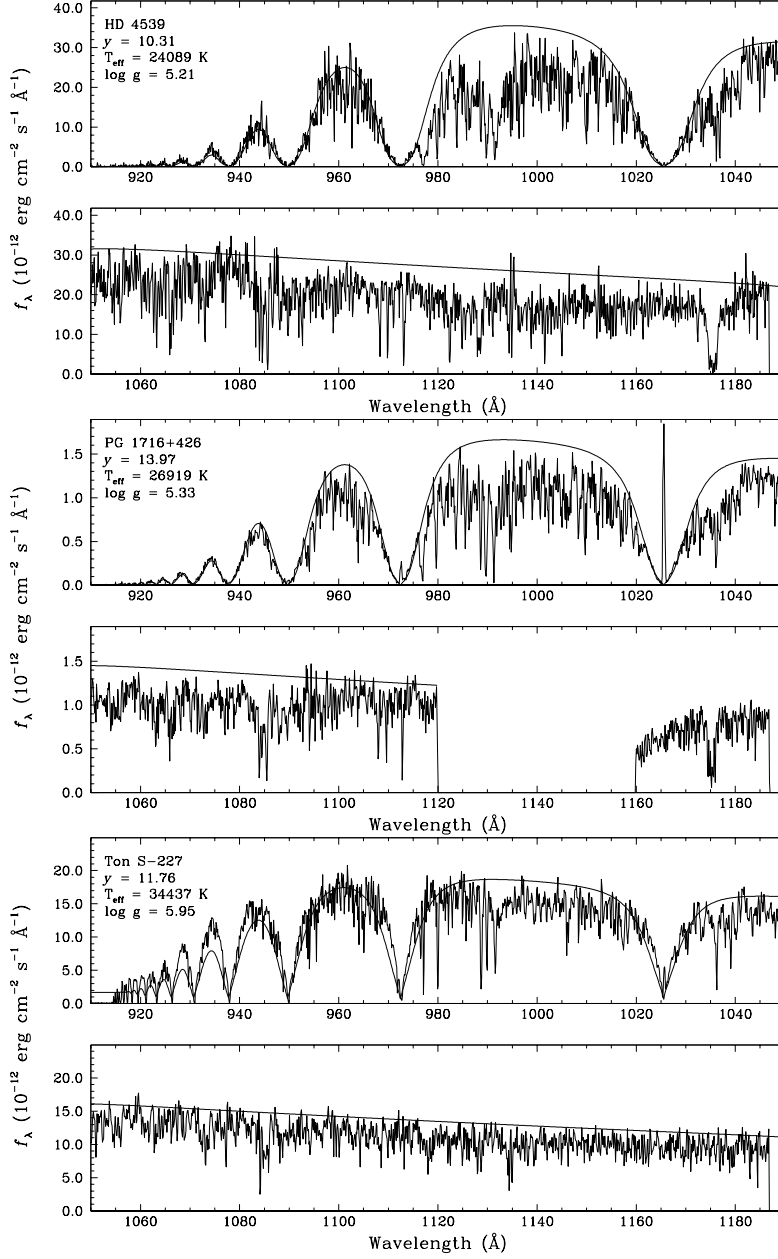 HD 4539
y = 10.31
T_eff = 24089 K
log g = 5.21
40.0
30.0
20.0
10.0
0.0
920 940 960 980 1000 1020 1040
f_λ (10⁻¹² erg cm⁻² s⁻¹ Å⁻¹)
40.0
30.0
20.0
10.0
0.0
1060 1080 1100 1120 1140 1160 1180
Wavelength (Å)
PG 1716+426
y = 13.97
T_eff = 26919 K
log g = 5.33
1.5
1.0
0.5
0.0
920 940 960 980 1000 1020 1040
f_λ (10⁻¹² erg cm⁻² s⁻¹ Å⁻¹)
1.5
1.0
0.5
0.0
1060 1080 1100 1120 1140 1160 1180
Wavelength (Å)
Ton S-227
y = 11.76
T_eff = 34437 K
log g = 5.95
20.0
15.0
10.0
5.0
0.0
920 940 960 980 1000 1020 1040
f_λ (10⁻¹² erg cm⁻² s⁻¹ Å⁻¹)
20.0
15.0
10.0
5.0
0.0
1060 1080 1100 1120 1140 1160 1180
Wavelength (Å)